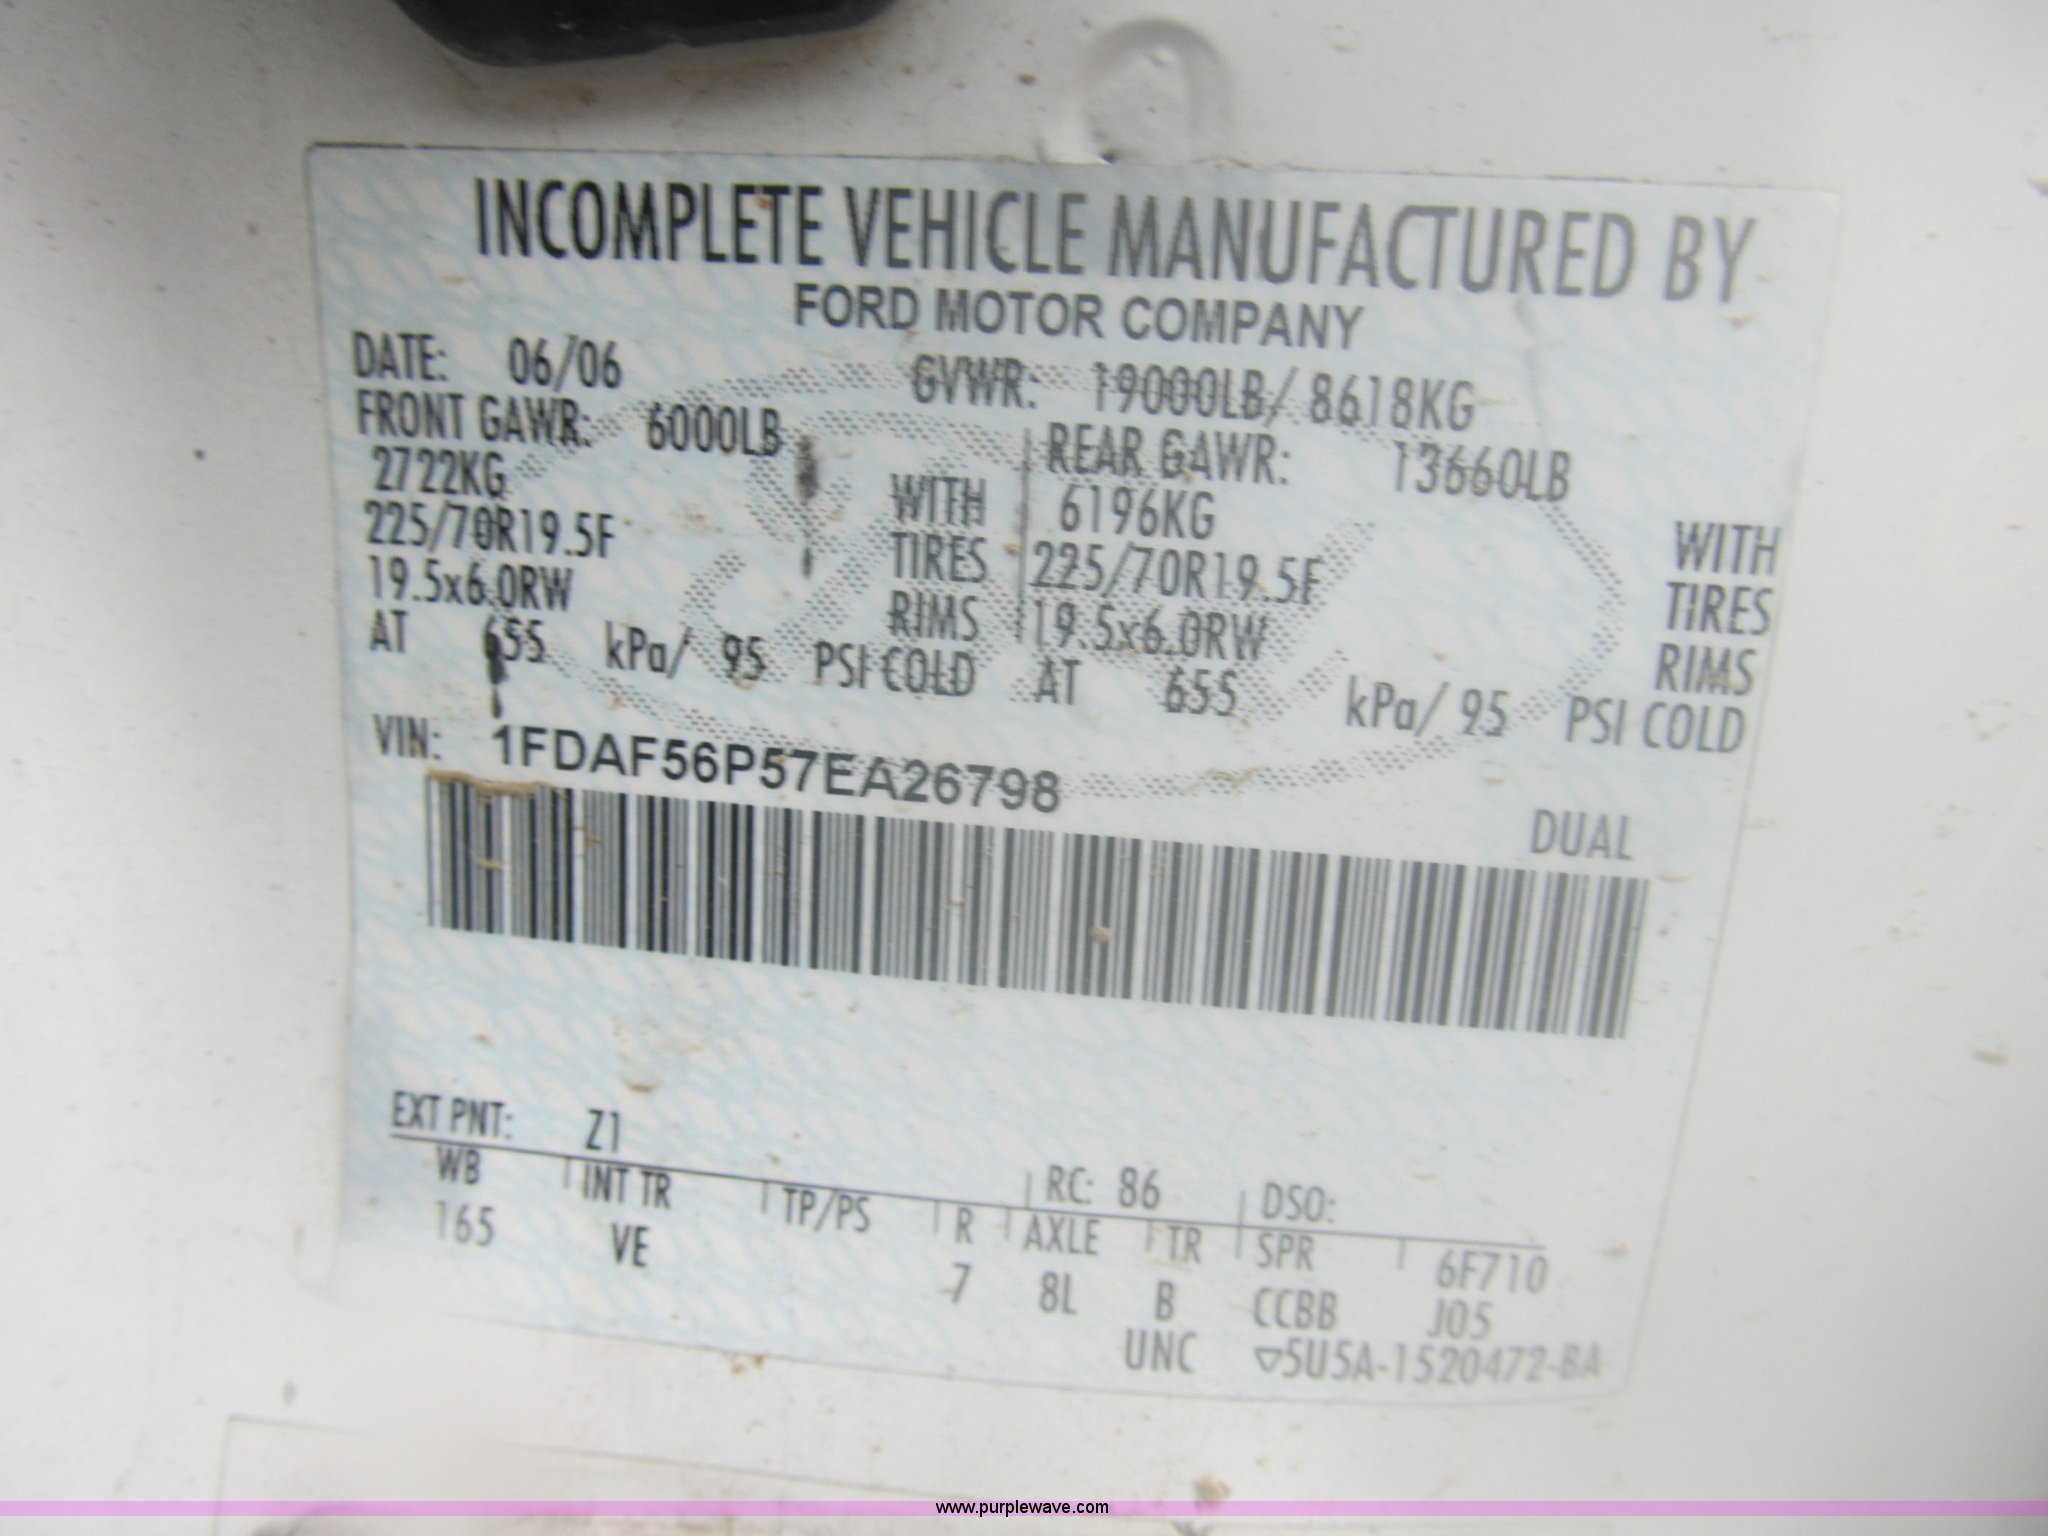 INCOMPLETE VEHICLE MANUFACTURED BY
FORD MOTOR COMPANY
DATE: 06/06 GVWR: 19000LB/ 8618KG
FRONT GAWR: 6000LB REAR GAWR: 13660LB
2722KG WITH 6196KG WITH
225/70R19.5F TIRES 225/70R19.5F TIRES
19.5x6.0RW RIMS 19.5x6.0RW RIMS
AT 655 kPa/ 95 PSI COLD AT 655 kPa/ 95 PSI COLD
VIN: 1FDAF56P57EA26798
DUAL
EXT PNT: Z1 RC: 86 DSO:
WB INT TR TP/PS R AXLE TR SPR 6F710
165 VE 7 8L B CCBB J05
UNC ▽5U5A-1520472-BA
www.purplewave.com